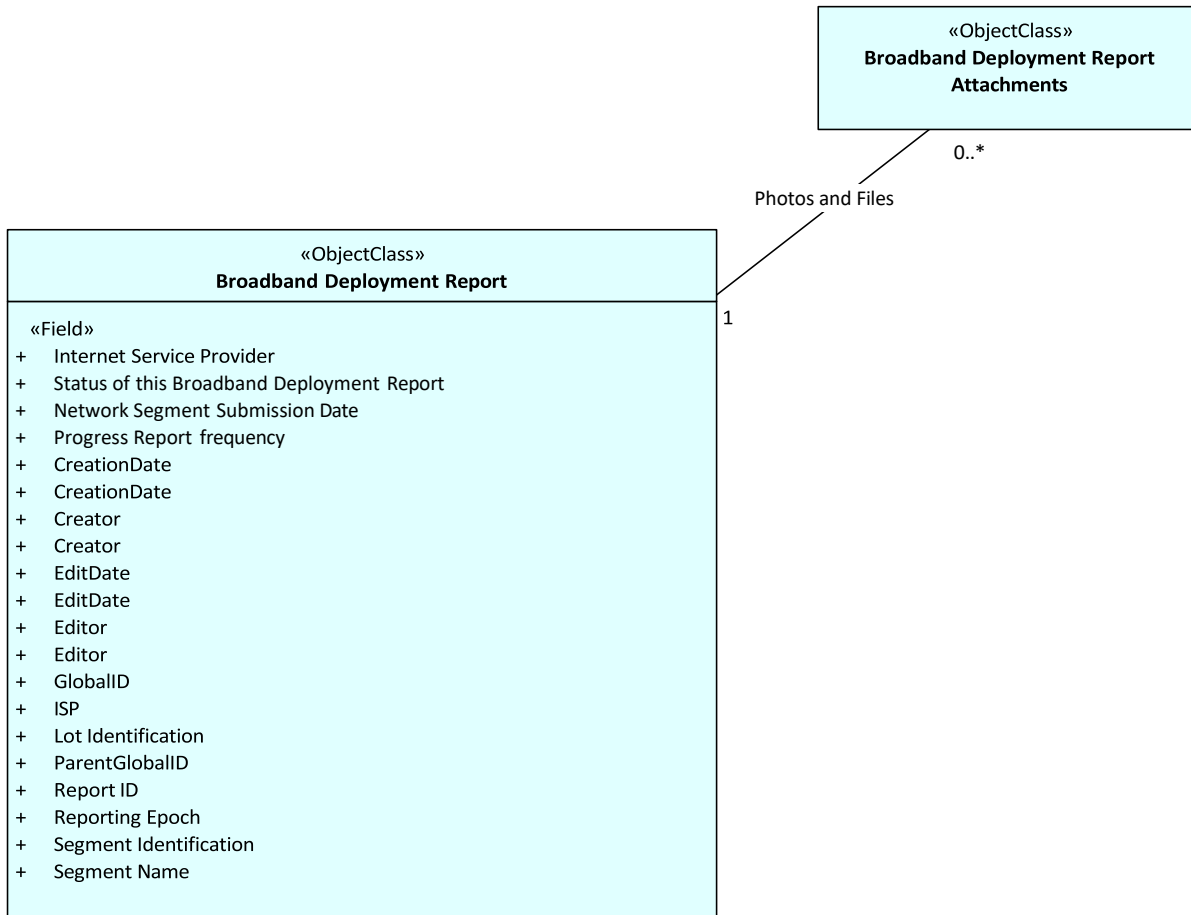 «ObjectClass»
Broadband Deployment Report
Attachments
0..*
Photos and Files
«ObjectClass»
Broadband Deployment Report
1
«Field»
+ Internet Service Provider
+ Status of this Broadband Deployment Report
+ Network Segment Submission Date
+ Progress Report frequency
+ CreationDate
+ CreationDate
+ Creator
+ Creator
+ EditDate
+ EditDate
+ Editor
+ Editor
+ GlobalID
+ ISP
+ Lot Identification
+ ParentGlobalID
+ Report ID
+ Reporting Epoch
+ Segment Identification
+ Segment Name